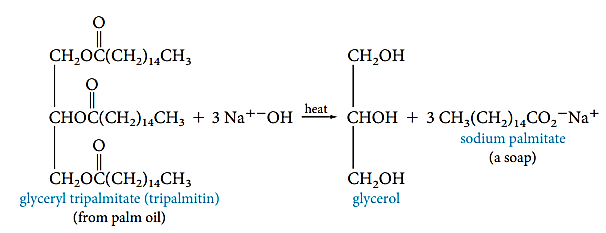 O
CH₂OC(CH₂)₁₄CH₃
O
CHOC(CH₂)₁₄CH₃ + 3 Na⁺⁻OH heat CHOH + 3 CH₃(CH₂)₁₄CO₂⁻Na⁺
CH₂OH
O
CH₂OC(CH₂)₁₄CH₃
CH₂OH
glyceryl tripalmitate (tripalmitin)
(from palm oil)
glycerol
sodium palmitate
(a soap)